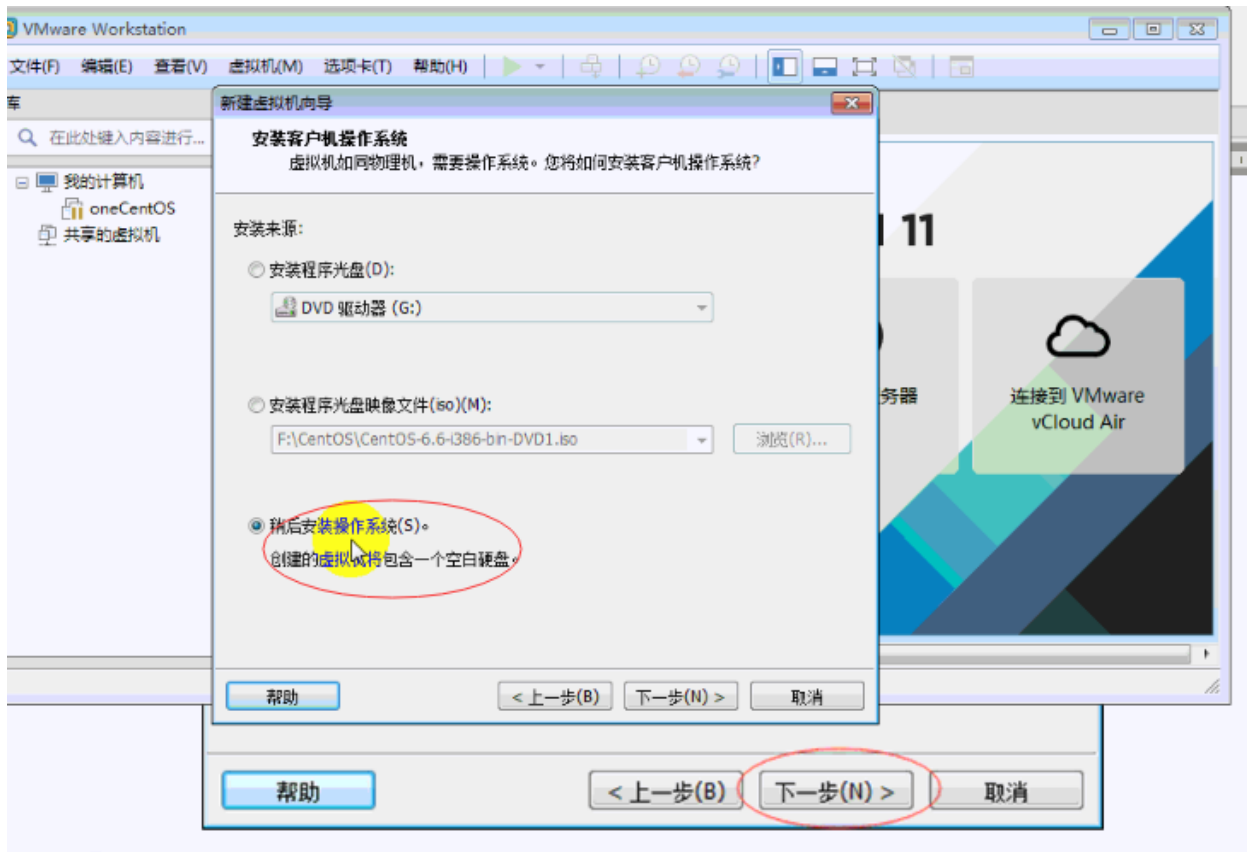 VMware Workstation
文件(F) 编辑(E) 查看(V) 虚拟机(M) 选项卡(T) 帮助(H)
库
在此处键入内容进行...
我的计算机
oneCentOS
共享的虚拟机
新建虚拟机向导
安装客户机操作系统
虚拟机如同物理机，需要操作系统。您将如何安装客户机操作系统?
安装来源:
安装程序光盘(D):
DVD 驱动器 (G:)
安装程序光盘映像文件(iso)(M):
F:\CentOS\CentOS-6.6-i386-bin-DVD1.iso
浏览(R)...
稍后安装操作系统(S)。
创建的虚拟机将包含一个空白硬盘。
帮助 < 上一步(B) 下一步(N) > 取消
11
务器
连接到 VMware
vCloud Air
帮助 < 上一步(B) 下一步(N) > 取消